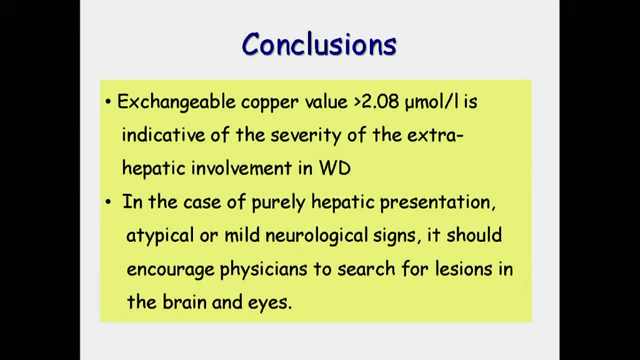 Conclusions
• Exchangeable copper value >2.08 µmol/l is
indicative of the severity of the extra-
hepatic involvement in WD
• In the case of purely hepatic presentation,
atypical or mild neurological signs, it should
encourage physicians to search for lesions in
the brain and eyes.